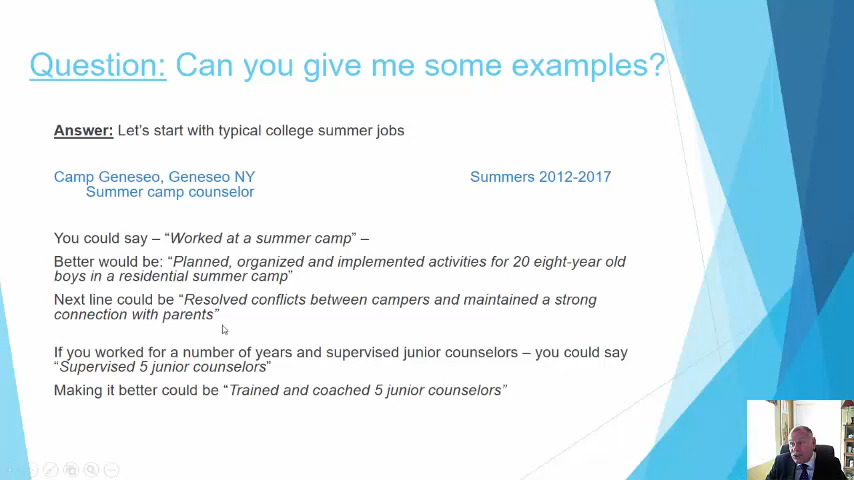 Question: Can you give me some examples?
Answer: Let's start with typical college summer jobs
Camp Geneseo, Geneseo NY Summers 2012-2017
Summer camp counselor
You could say – “Worked at a summer camp” –
Better would be: “Planned, organized and implemented activities for 20 eight-year old
boys in a residential summer camp”
Next line could be “Resolved conflicts between campers and maintained a strong
connection with parents”
If you worked for a number of years and supervised junior counselors – you could say
“Supervised 5 junior counselors”
Making it better could be “Trained and coached 5 junior counselors”